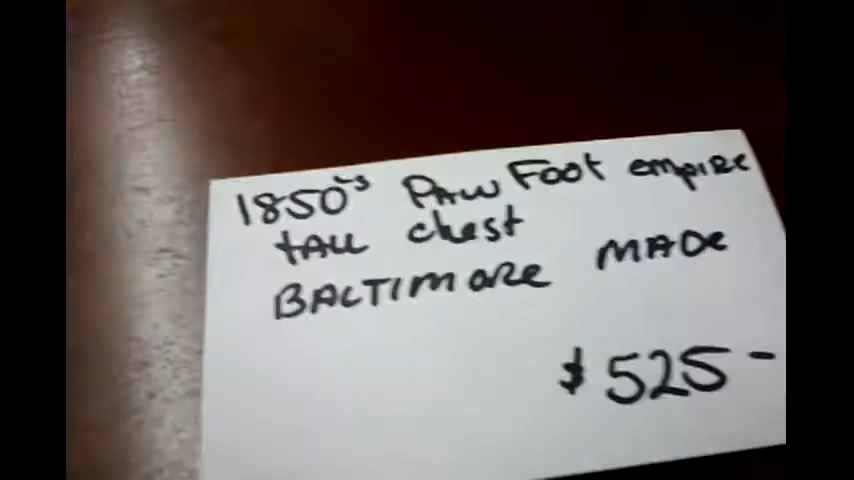 1850's PAW FOOT empire
tALL chest
BALTIMORE MADE
$525-